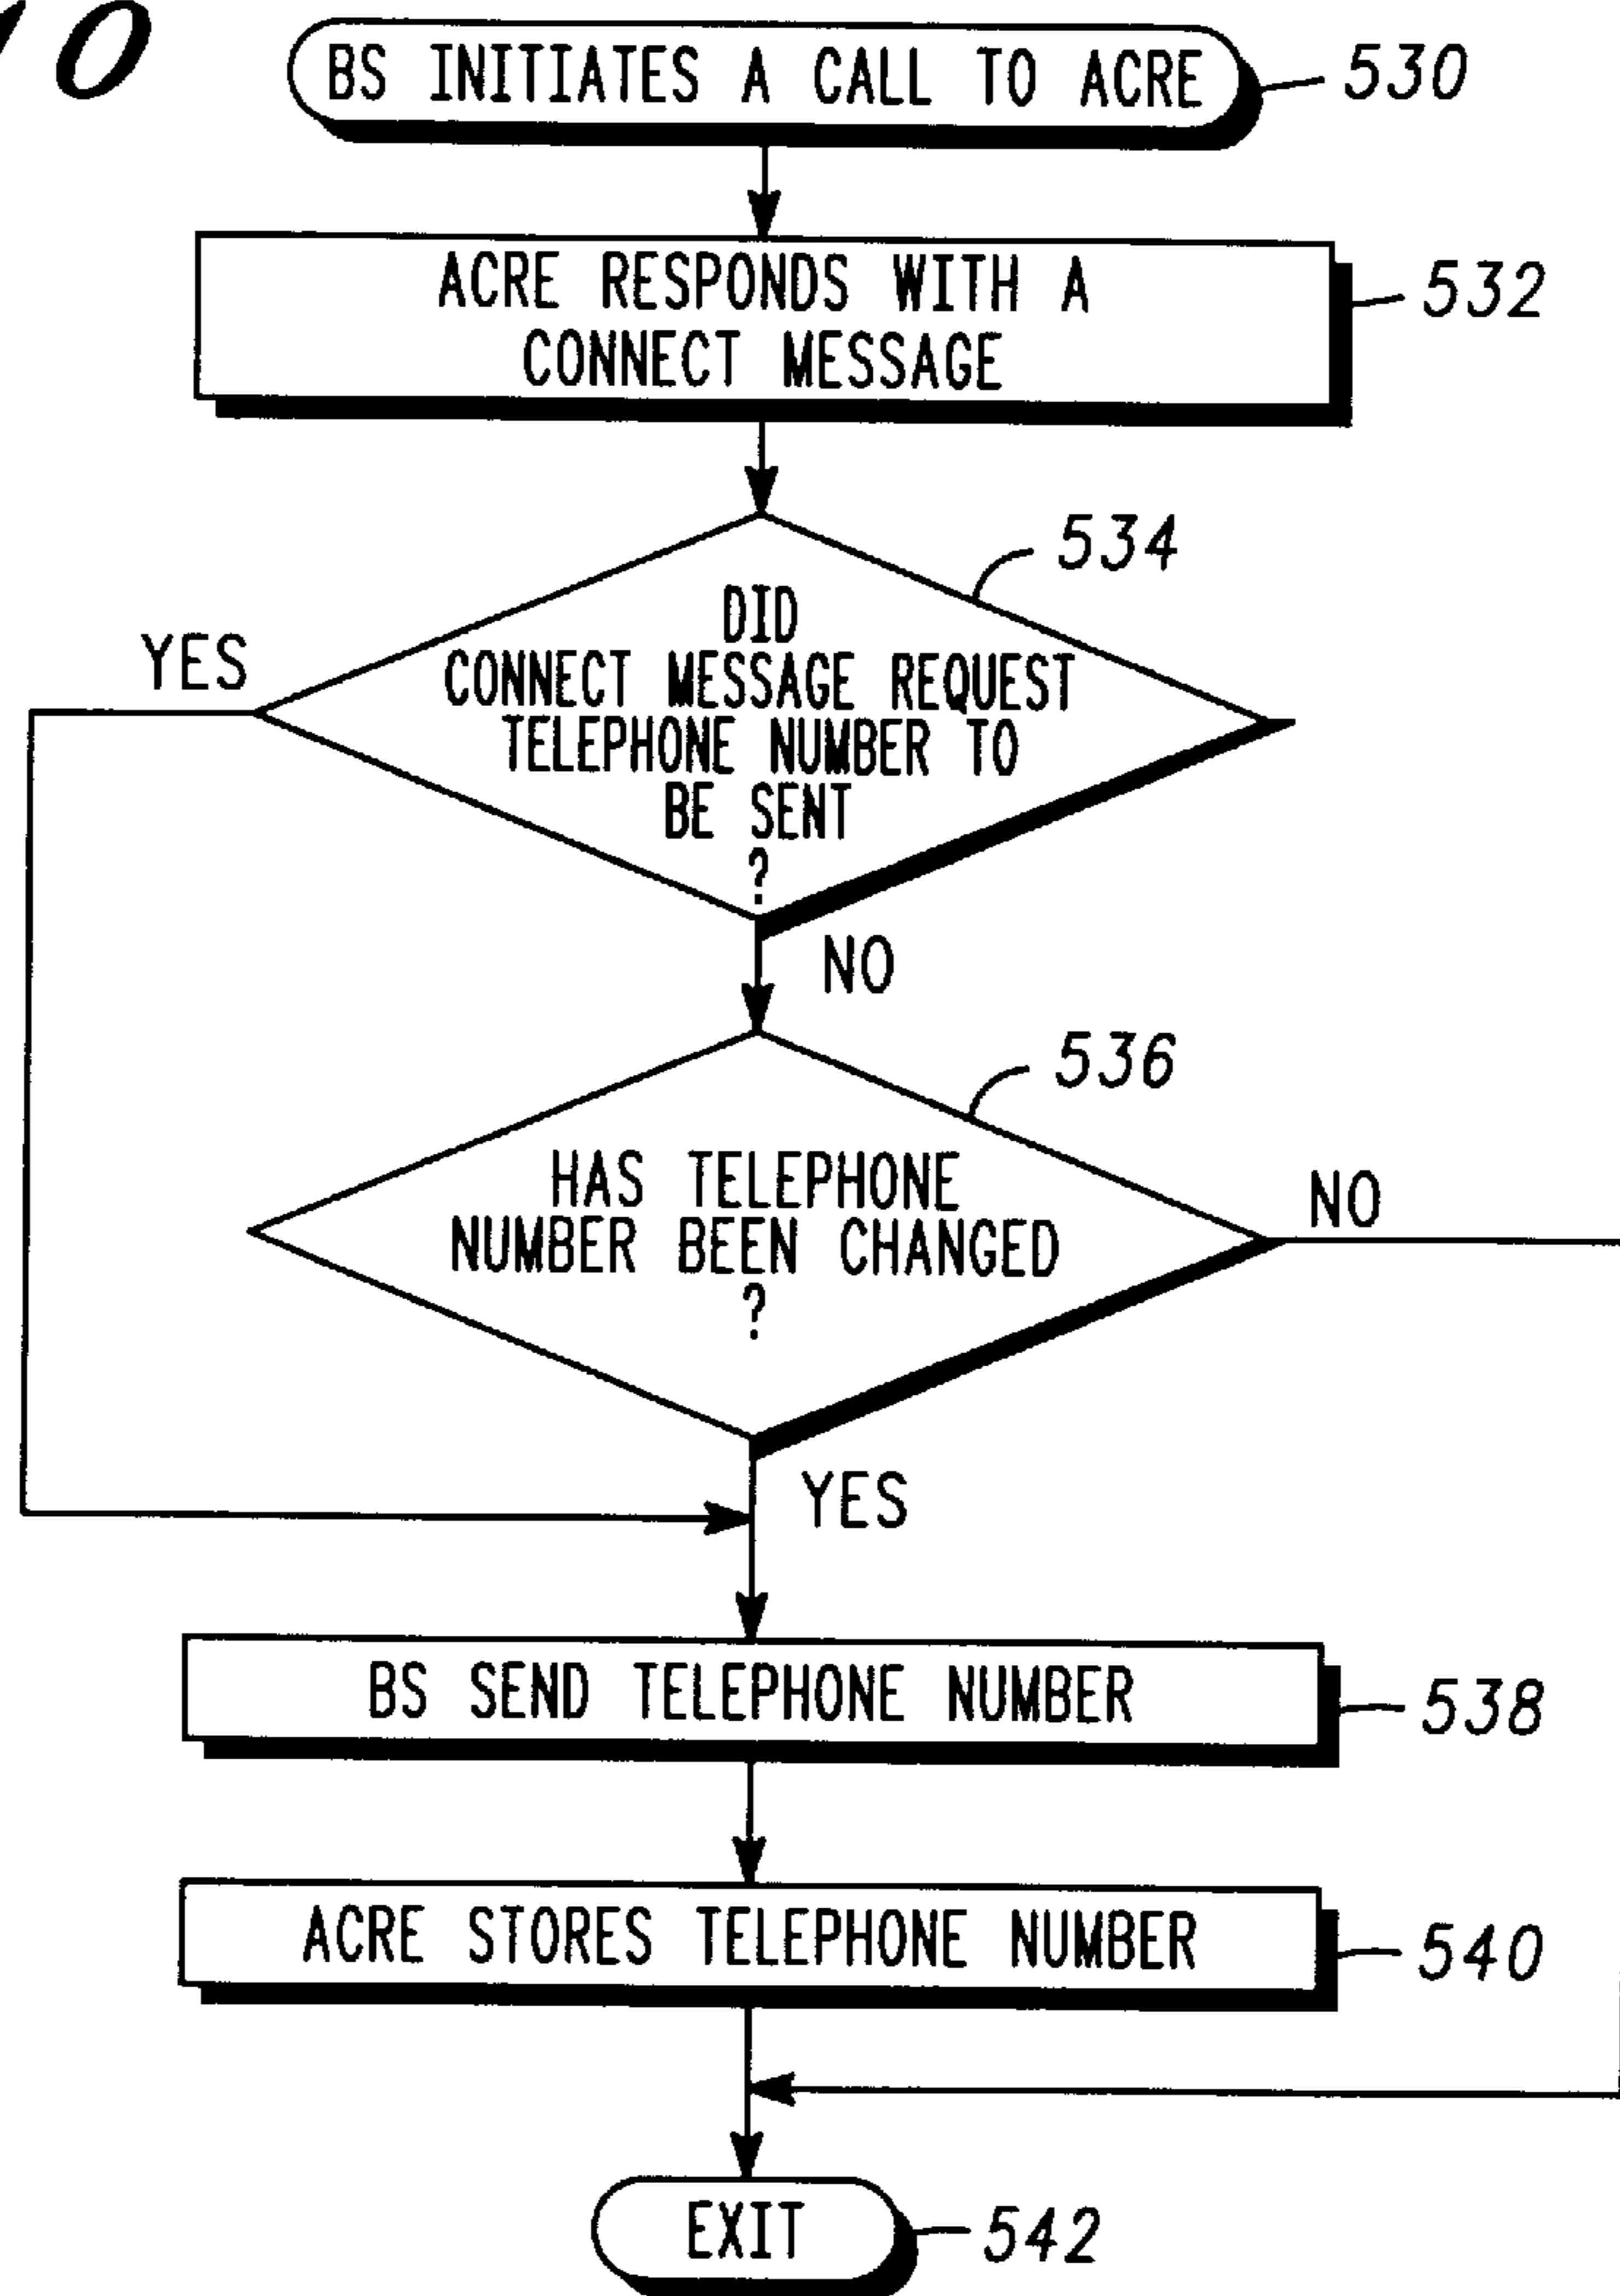 10
BS INITIATES A CALL TO ACRE
530
ACRE RESPONDS WITH A
CONNECT MESSAGE
532
534
DID
CONNECT MESSAGE REQUEST
TELEPHONE NUMBER TO
BE SENT
?
YES
NO
536
HAS TELEPHONE
NUMBER BEEN CHANGED
?
NO
YES
BS SEND TELEPHONE NUMBER
538
ACRE STORES TELEPHONE NUMBER
540
EXIT
542